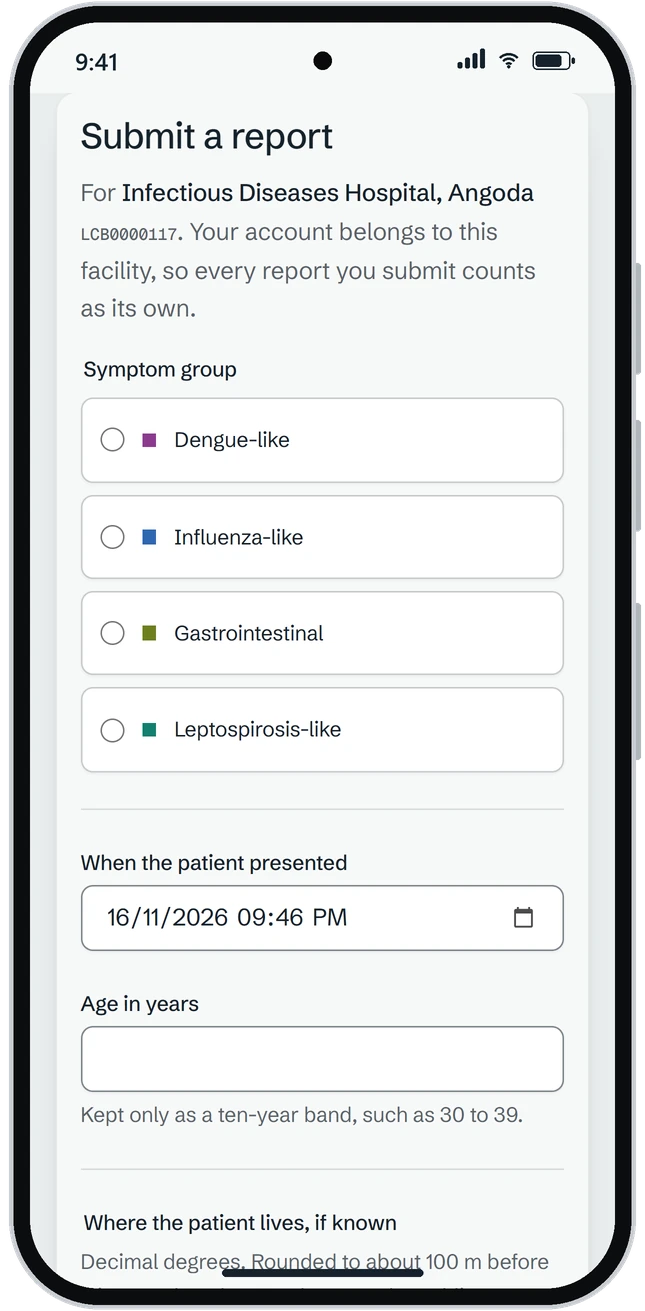 9:41
Submit a report
For Infectious Diseases Hospital, Angoda
LCB0000117. Your account belongs to this
facility, so every report you submit counts
as its own.
Symptom group
Dengue-like
Influenza-like
Gastrointestinal
Leptospirosis-like
When the patient presented
16/11/2026 09:46 PM
Age in years
Kept only as a ten-year band, such as 30 to 39.
Where the patient lives, if known
Decimal degrees. Rounded to about 100 m before